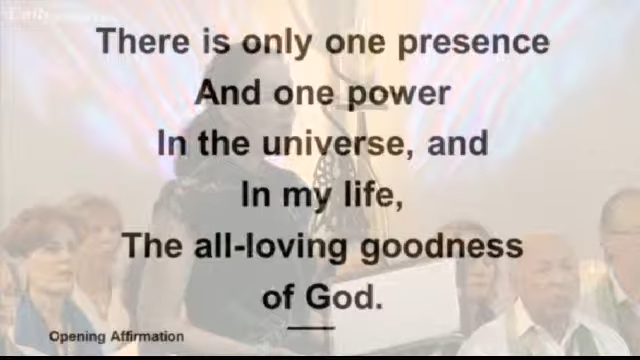 There is only one presence
And one power
In the universe, and
In my life,
The all-loving goodness
of God.
Opening Affirmation